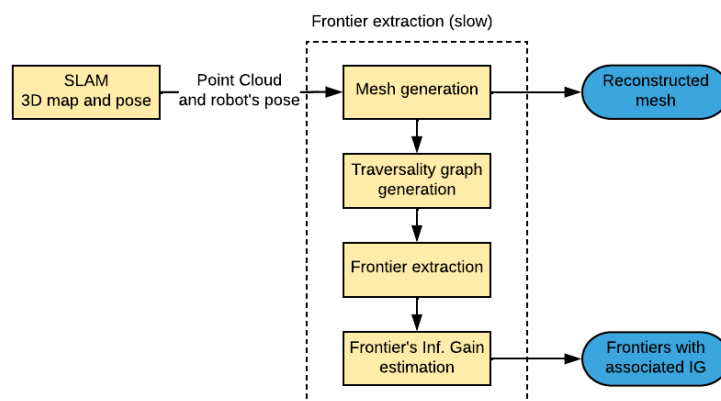 Frontier extraction (slow)
SLAM
3D map and pose
Point Cloud
and robot's pose
Mesh generation
Reconstructed
mesh
Traversality graph
generation
Frontier extraction
Frontier's Inf. Gain
estimation
Frontiers with
associated IG